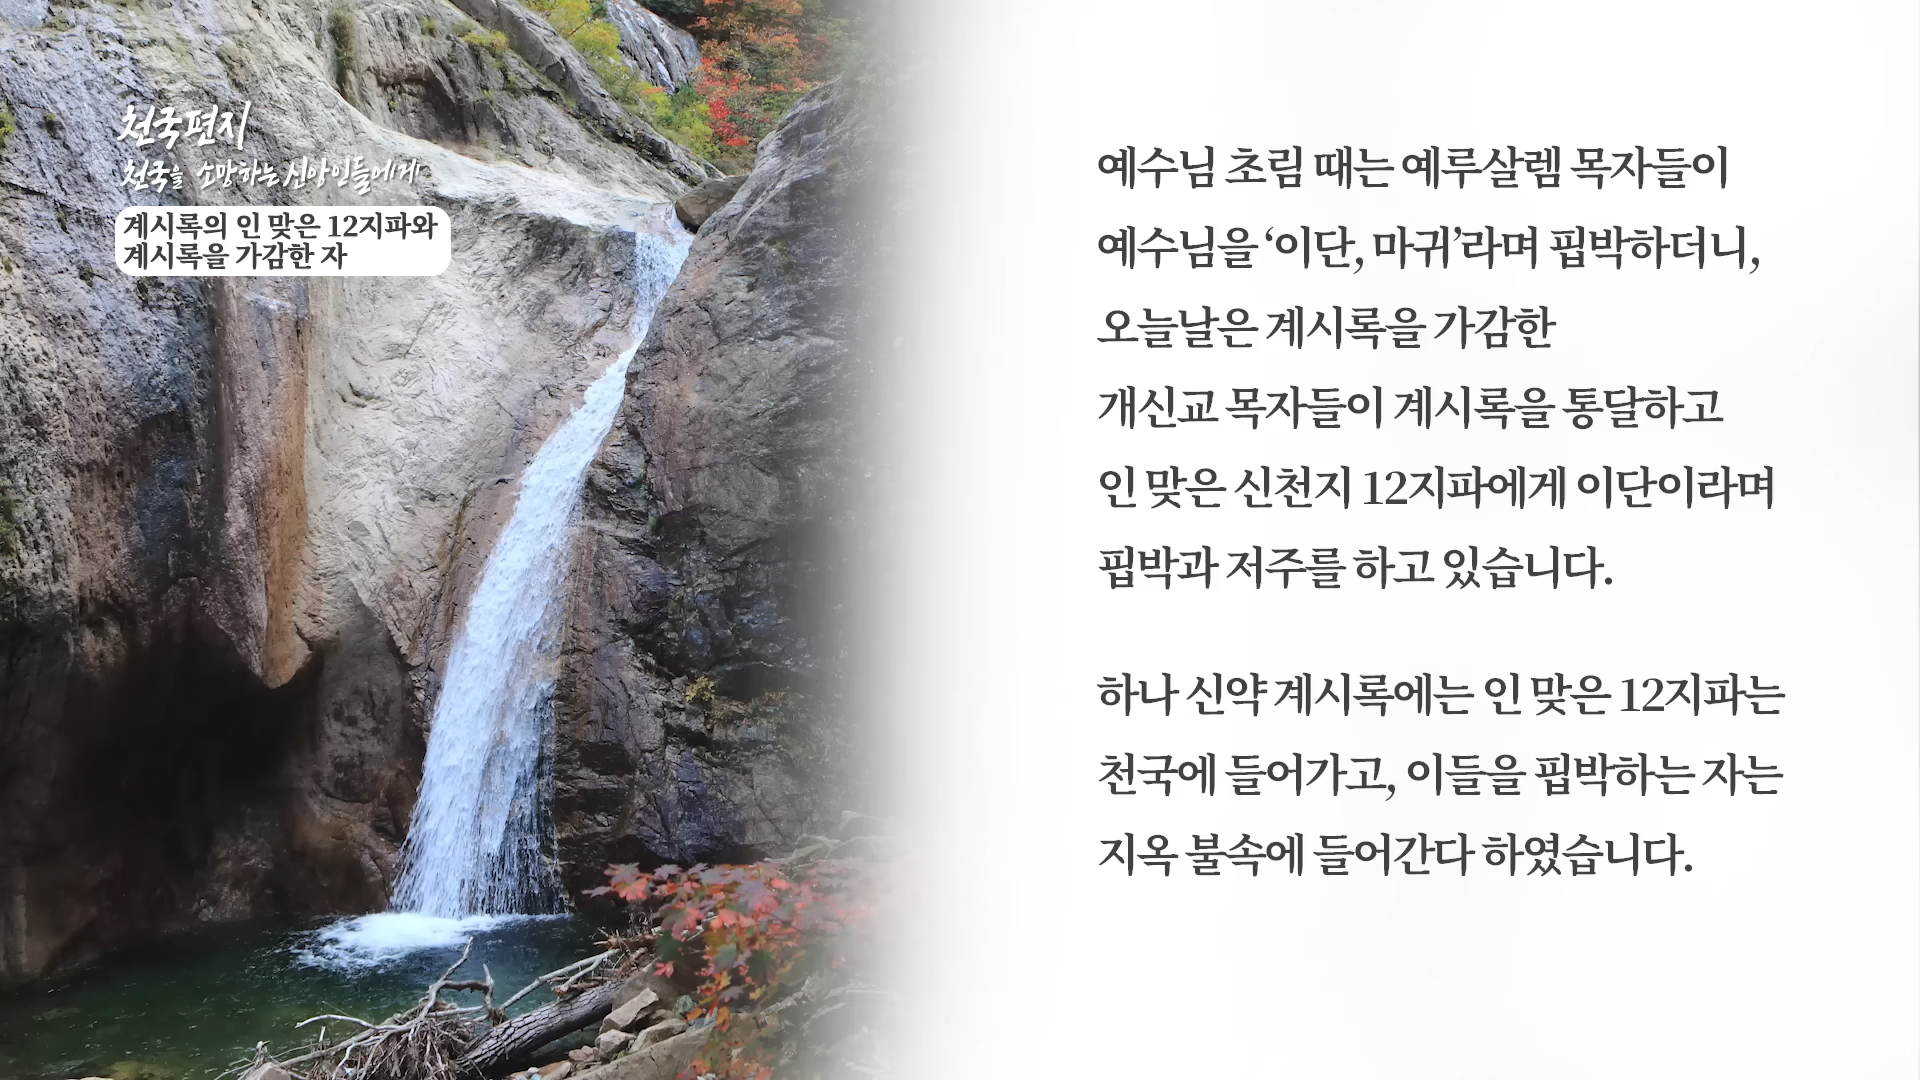 천국편지
천국을 소망하는 신앙인들에게
계시록의 인 맞은 12지파와
계시록을 가감한 자
예수님 초림 때는 예루살렘 목자들이
예수님을 ‘이단, 마귀’라며 핍박하더니,
오늘날은 계시록을 가감한
개신교 목자들이 계시록을 통달하고
인 맞은 신천지 12지파에게 이단이라며
핍박과 저주를 하고 있습니다.
하나 신약 계시록에는 인 맞은 12지파는
천국에 들어가고, 이들을 핍박하는 자는
지옥 불속에 들어간다 하였습니다.